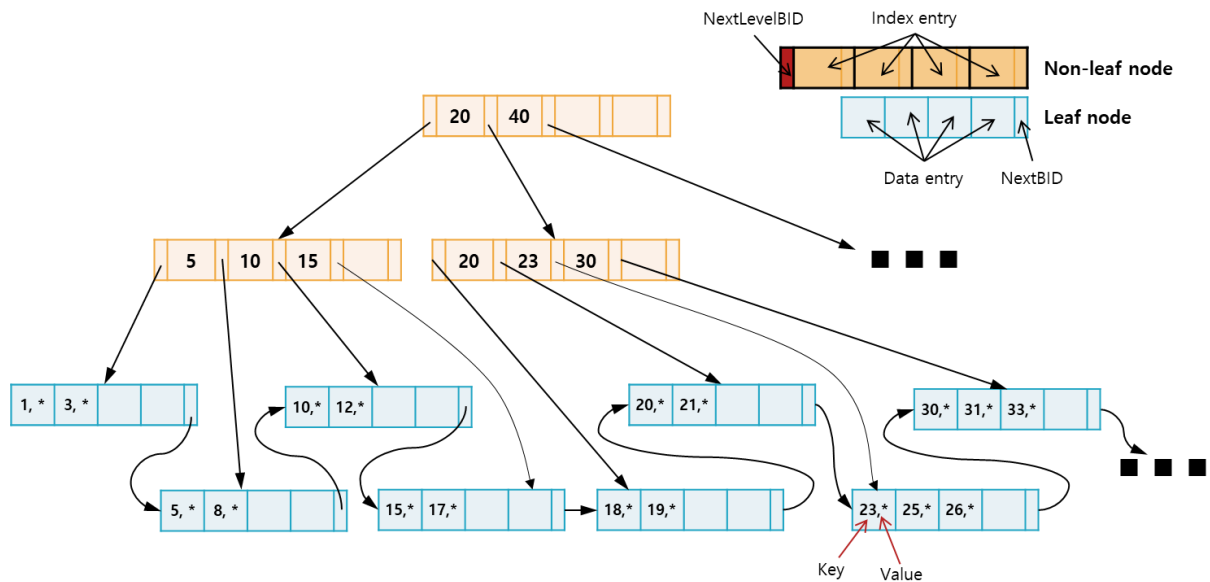 NextLevelBID
Index entry
Non-leaf node
20 40
Leaf node
Data entry
NextBID
5 10 15
20 23 30
1, * 3, *
10,* 12,*
20,* 21,*
30,* 31,* 33,*
5, * 8, *
15,* 17,*
18,* 19,*
23,* 25,* 26,*
Key
Value